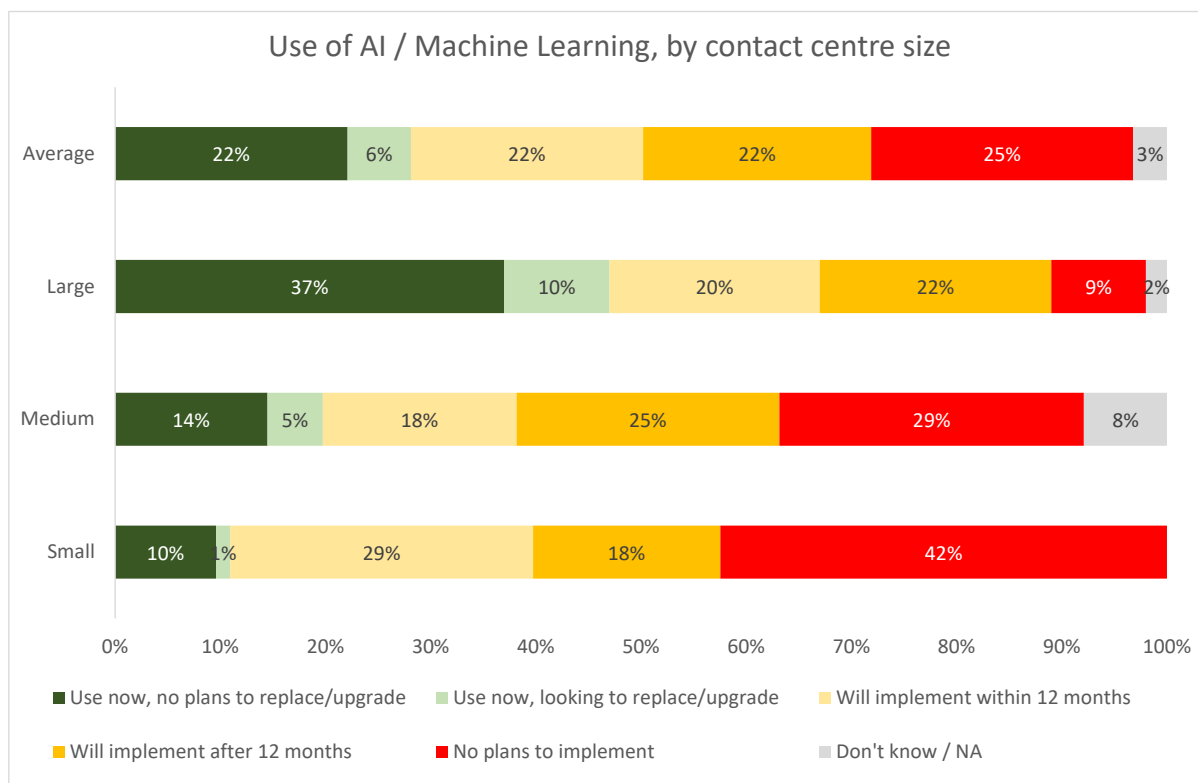 Use of AI / Machine Learning, by contact centre size
Average 22% 6% 22% 22% 25% 3%
Large 37% 10% 20% 22% 9% 2%
Medium 14% 5% 18% 25% 29% 8%
Small 10% 1% 29% 18% 42%
0% 10% 20% 30% 40% 50% 60% 70% 80% 90% 100%
Use now, no plans to replace/upgrade Use now, looking to replace/upgrade Will implement within 12 months
Will implement after 12 months No plans to implement Don't know / NA